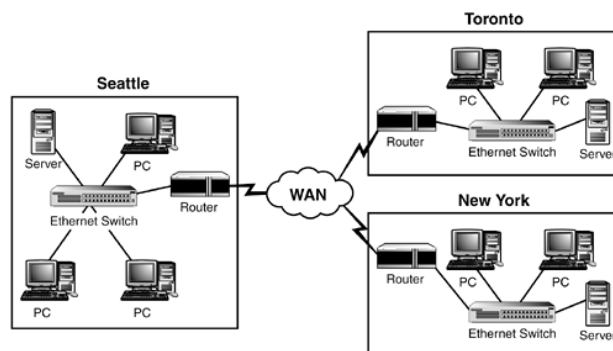 Seattle
Server
PC
Ethernet Switch
Router
PC
PC
WAN
Toronto
PC
PC
Router
Ethernet Switch
Server
New York
Router
PC
PC
Ethernet Switch
Server